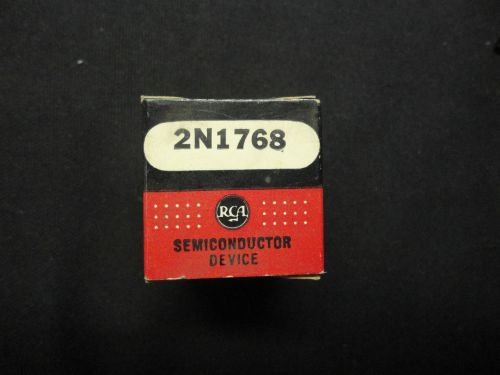 2N1768
RCA
SEMICONDUCTOR
DEVICE